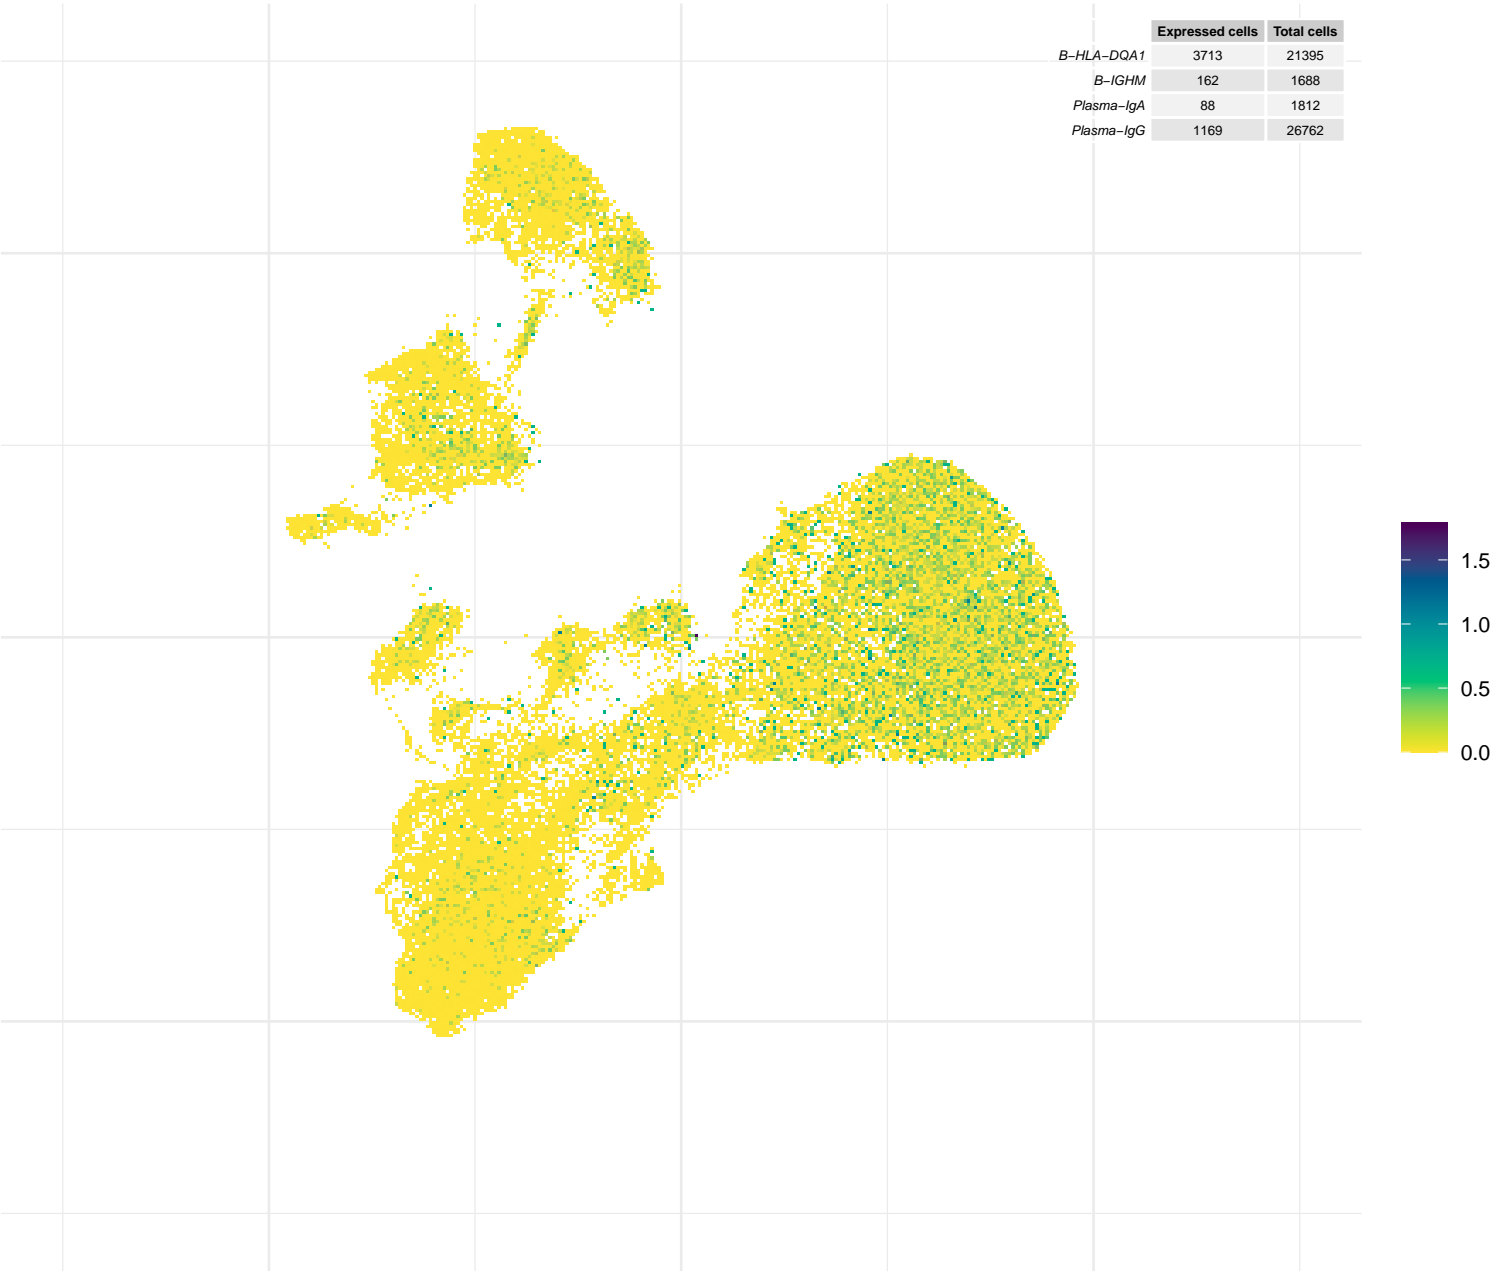 Expressed cells Total cells
B−HLA−DQA1 3713 21395
B−IGHM 162 1688
Plasma−IgA 88 1812
Plasma−IgG 1169 26762
1.5
1.0
0.5
0.0